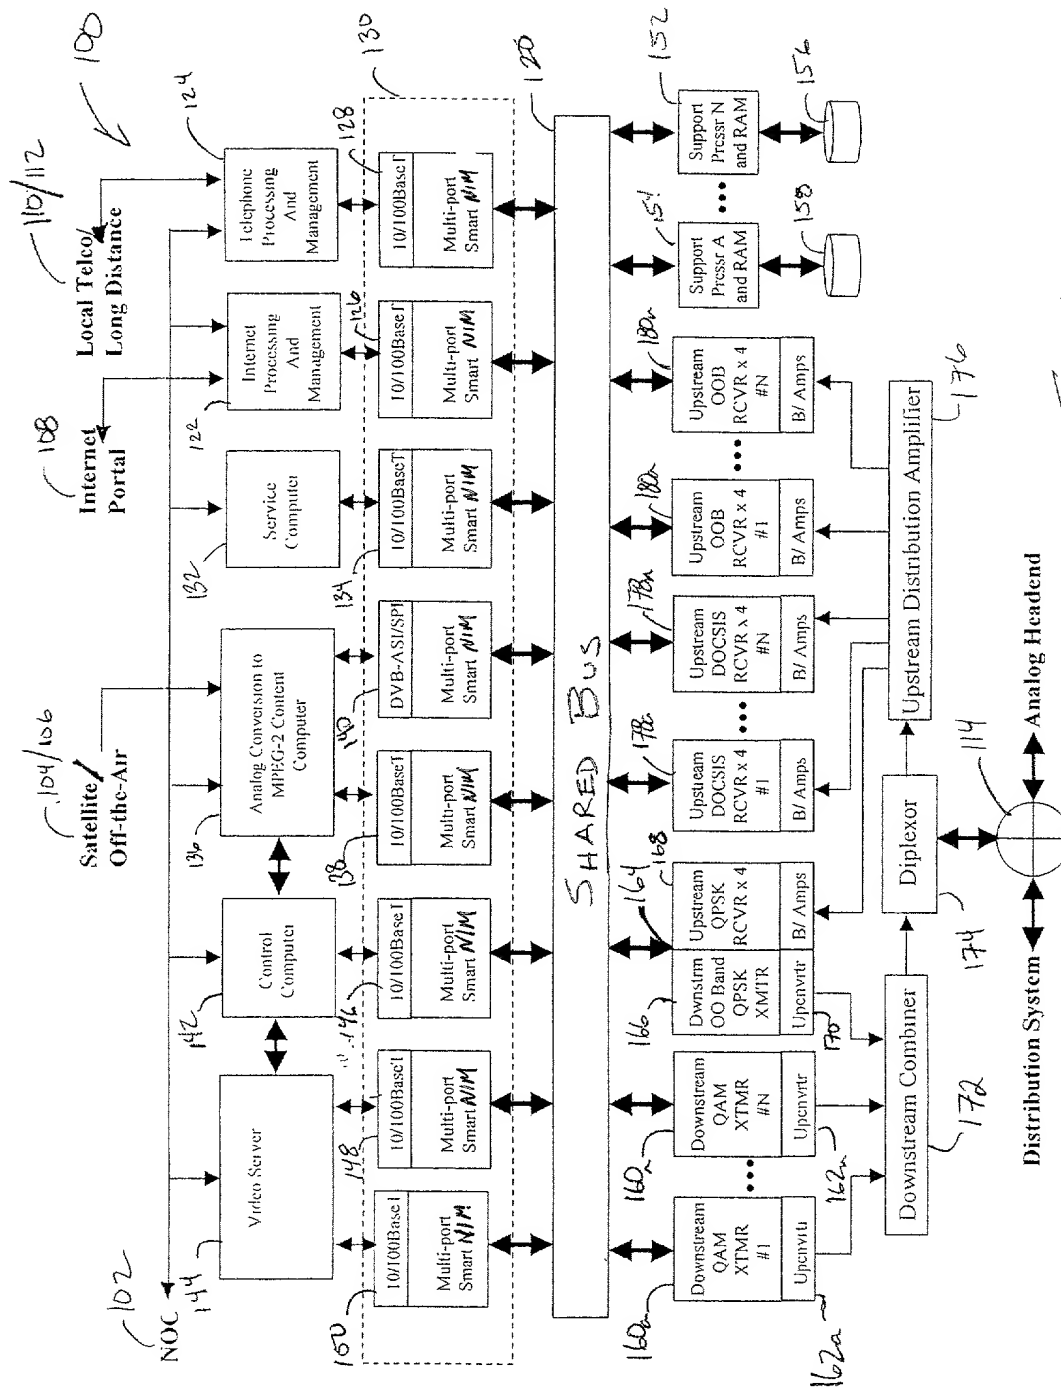 100
102
NOC
104/106
Satellite/
Off-the-Air
108
Internet
Portal
110/112
Local Telco/
Long Distance
144
Video Server
142
Control
Computer
136
Analog Conversion to
MPEG-2 Content
Computer
132
Service
Computer
122
Internet
Processing
And
Management
124
Telephone
Processing
And
Management
130
150
10/100BaseT
Multi-port
Smart NIM
148
10/100BaseT
Multi-port
Smart NIM
146
10/100BaseT
Multi-port
Smart NIM
138
10/100BaseT
Multi-port
Smart NIM
140
DVB-ASI/SPI
Multi-port
Smart NIM
134
10/100BaseT
Multi-port
Smart NIM
126
10/100BaseT
Multi-port
Smart NIM
128
10/100BaseT
Multi-port
Smart NIM
SHARED BUS
120
160a
Downstream
QAM
XTMR
#1
Upcnvrtr
162a
160n
Downstream
QAM
XTMR
#N
Upcnvrtr
162n
164
166
Dwnstrm
OO Band
QPSK
XMTR
Upcnvrtr
170
168
Upstream
QPSK
RCVR x 4
B/ Amps
178a
Upstream
DOCSIS
RCVR x 4
#1
B/ Amps
178n
Upstream
DOCSIS
RCVR x 4
#N
B/ Amps
180a
Upstream
OOB
RCVR x 4
#1
B/ Amps
180n
Upstream
OOB
RCVR x 4
#N
B/ Amps
154
Support
Prcssr A
and RAM
158
152
Support
Prcssr N
and RAM
156
Downstream Combiner
172
Diplexor
174
Upstream Distribution Amplifier
176
114
Distribution System
Analog Headend